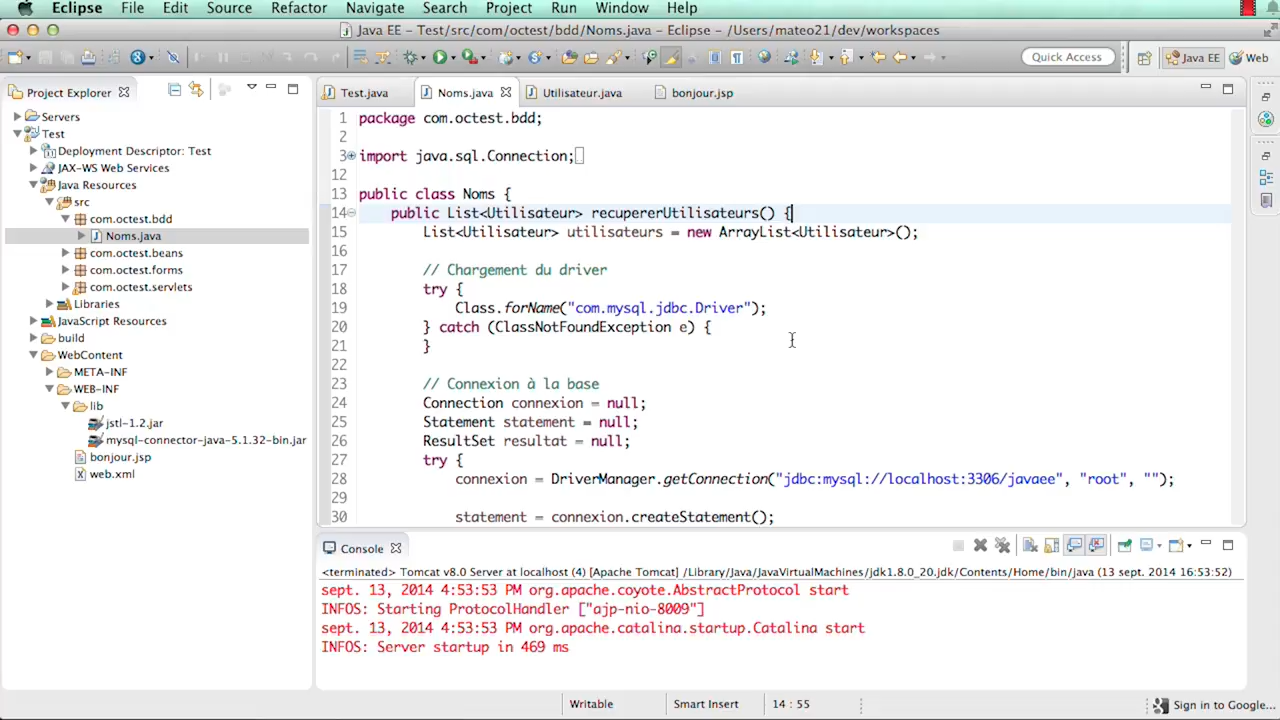 Eclipse File Edit Source Refactor Navigate Search Project Run Window Help
Java EE - Test/src/com/octest/bdd/Noms.java - Eclipse - /Users/mateo21/dev/workspaces
Quick Access
Java EE
Web
Project Explorer
Servers
Test
Deployment Descriptor: Test
JAX-WS Web Services
Java Resources
src
com.octest.bdd
Noms.java
com.octest.beans
com.octest.forms
com.octest.servlets
Libraries
JavaScript Resources
build
WebContent
META-INF
WEB-INF
lib
jstl-1.2.jar
mysql-connector-java-5.1.32-bin.jar
bonjour.jsp
web.xml
Test.java Noms.java Utilisateur.java bonjour.jsp
1 package com.octest.bdd;
2
3 import java.sql.Connection;
12
13 public class Noms {
14 public List<Utilisateur> recupererUtilisateurs() {
15 List<Utilisateur> utilisateurs = new ArrayList<Utilisateur>();
16
17 // Chargement du driver
18 try {
19 Class.forName("com.mysql.jdbc.Driver");
20 } catch (ClassNotFoundException e) {
21 }
22
23 // Connexion à la base
24 Connection connexion = null;
25 Statement statement = null;
26 ResultSet resultat = null;
27 try {
28 connexion = DriverManager.getConnection("jdbc:mysql://localhost:3306/javaee", "root", "");
29
30 statement = connexion.createStatement();
Console
<terminated> Tomcat v8.0 Server at localhost (4) [Apache Tomcat] /Library/Java/JavaVirtualMachines/jdk1.8.0_20.jdk/Contents/Home/bin/java (13 sept. 2014 16:53:52)
sept. 13, 2014 4:53:53 PM org.apache.coyote.AbstractProtocol start
INFOS: Starting ProtocolHandler ["ajp-nio-8009"]
sept. 13, 2014 4:53:53 PM org.apache.catalina.startup.Catalina start
INFOS: Server startup in 469 ms
Writable
Smart Insert
14 : 55
Sign in to Google...